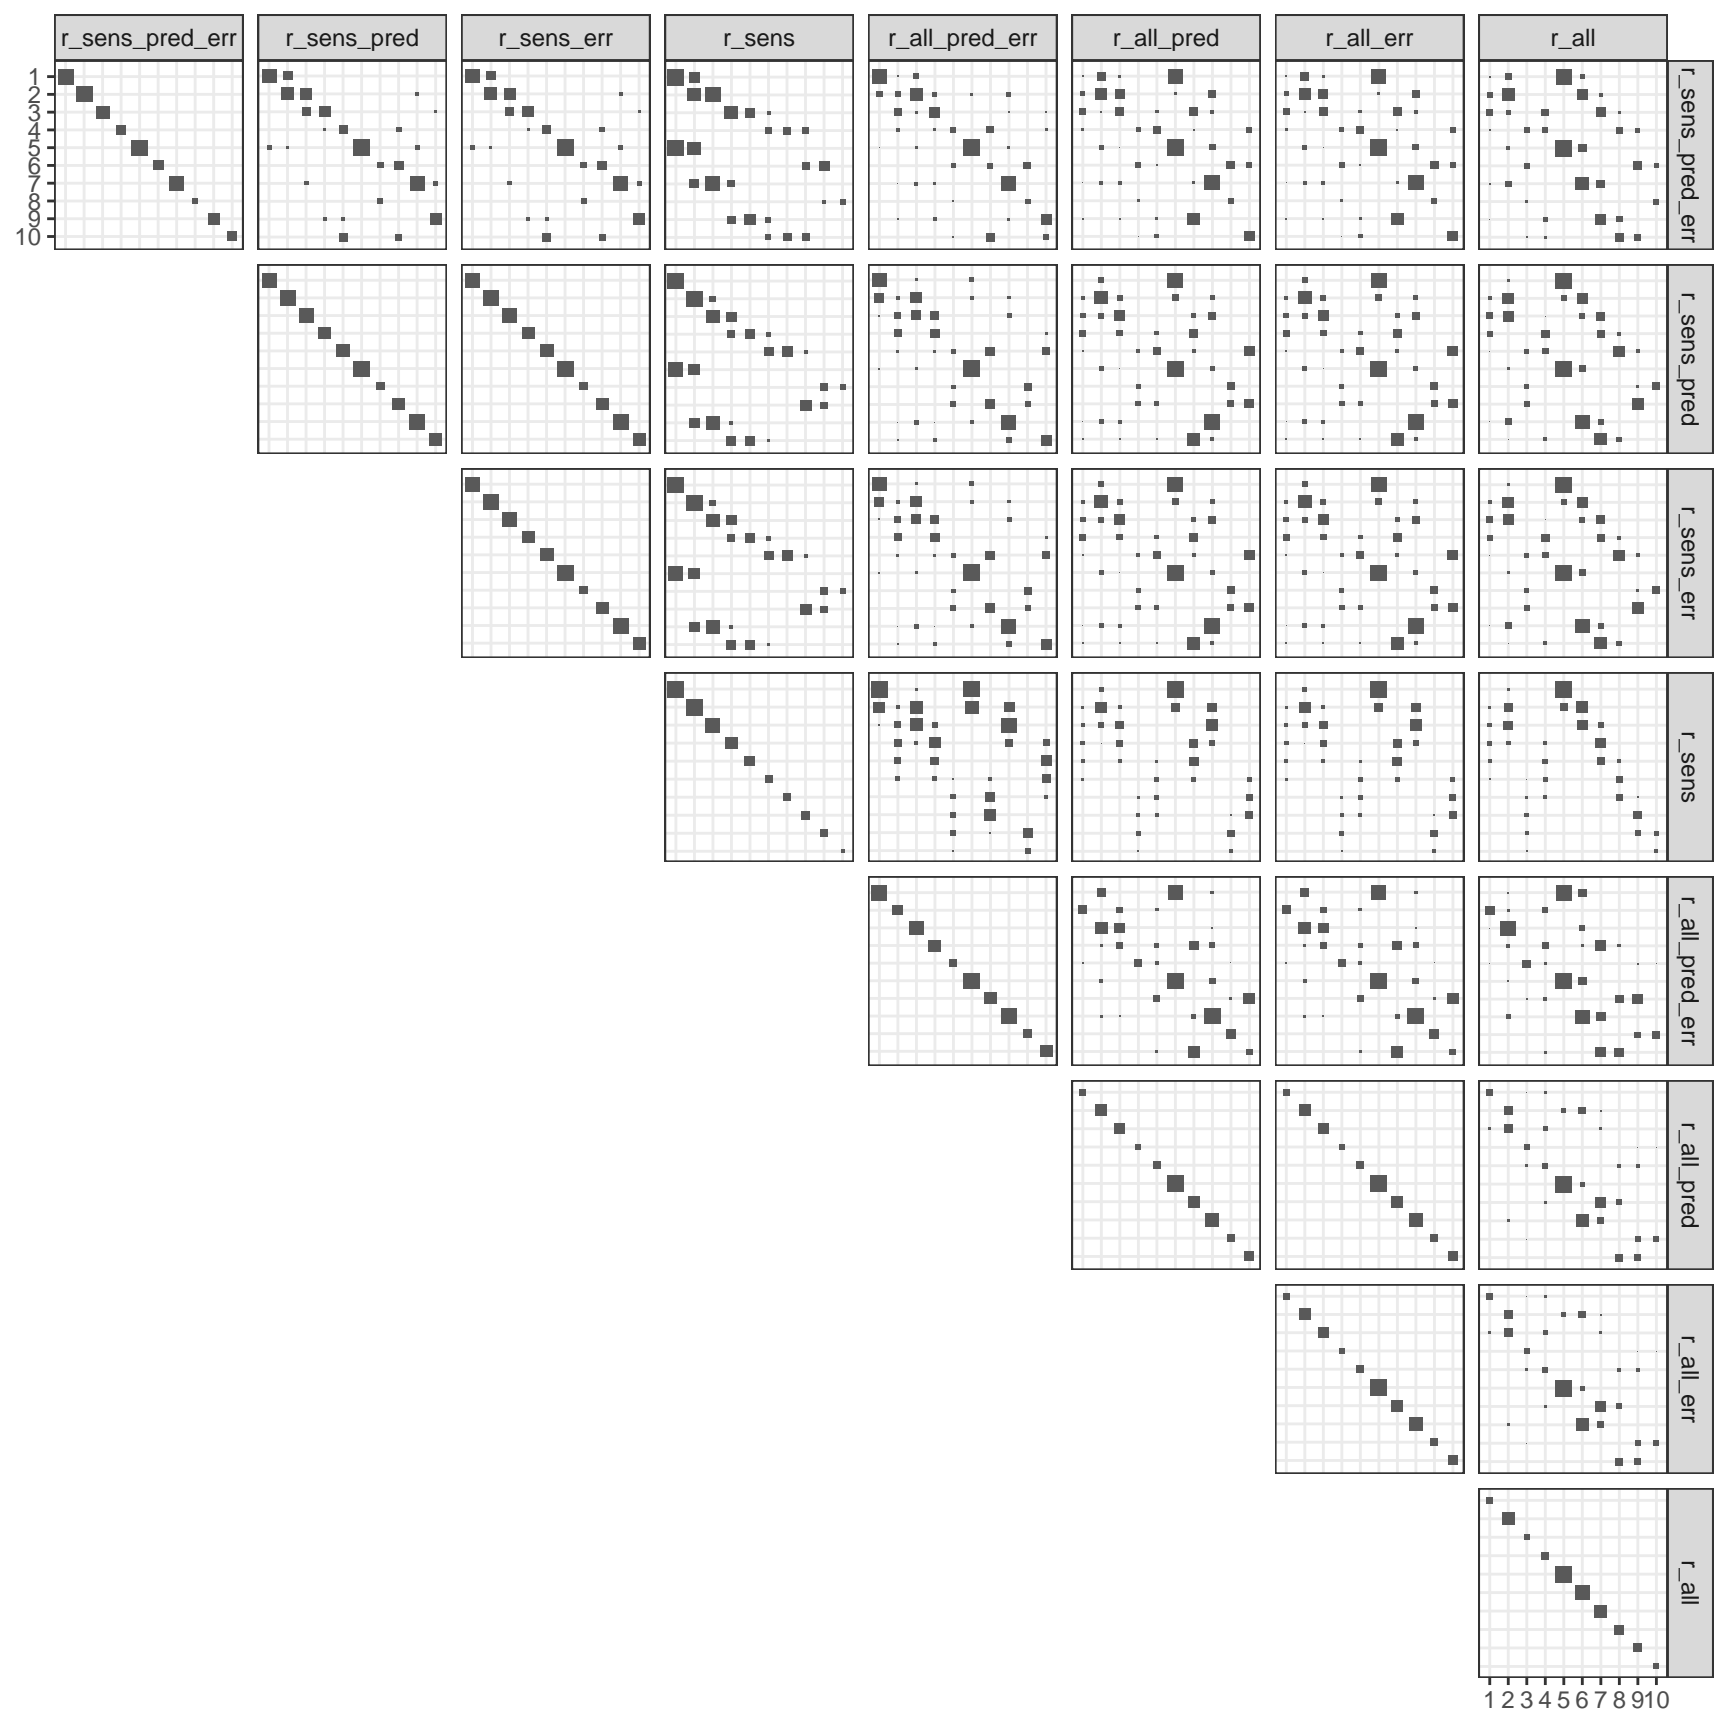 r_sens_pred_err
r_sens_pred
r_sens_err
r_sens
r_all_pred_err
r_all_pred
r_all_err
r_all
1
2
3
4
5
6
7
8
9
10
r_sens_pred_err
r_sens_pred
r_sens_err
r_sens
r_all_pred_err
r_all_pred
r_all_err
r_all
1 2 3 4 5 6 7 8 9 10